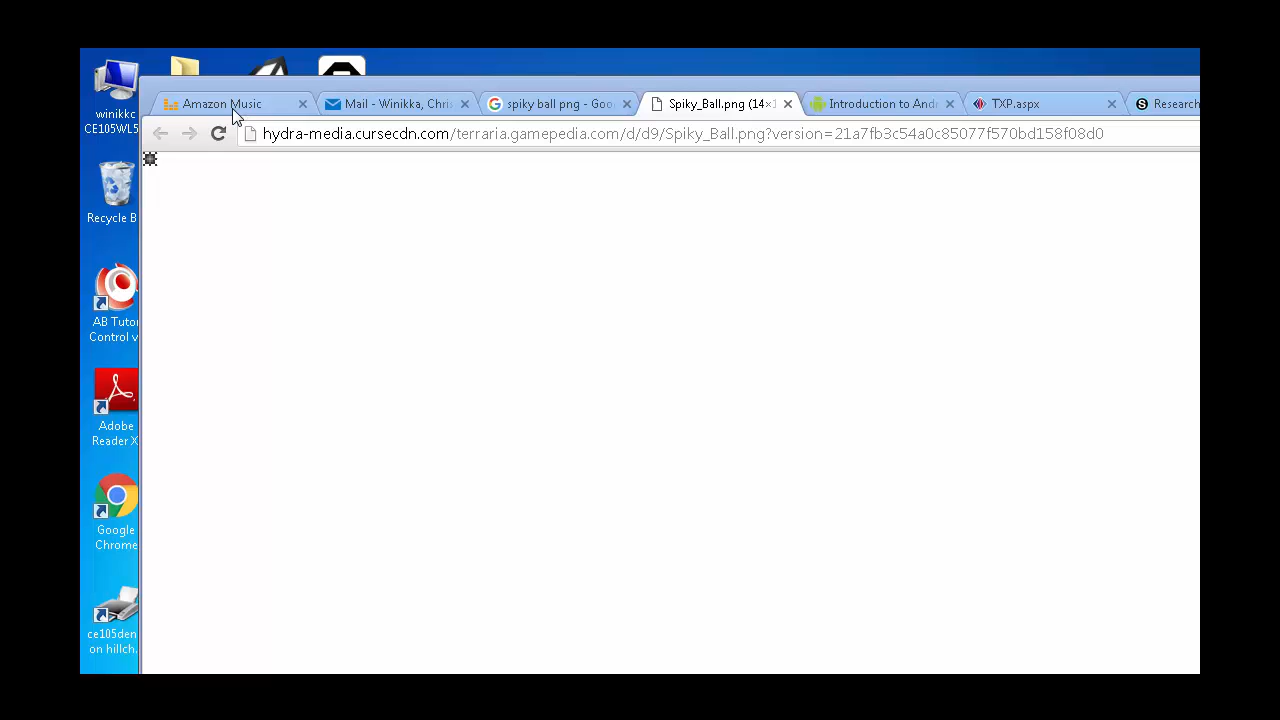 Amazon Music
Mail - Winikka, Chris
spiky ball png - Goo
Spiky_Ball.png (14×1
Introduction to Andr
TXP.aspx
Research
hydra-media.cursecdn.com/terraria.gamepedia.com/d/d9/Spiky_Ball.png?version=21a7fb3c54a0c85077f570bd158f08d0
winikkc
CE105WL5
Recycle B
AB Tuto
Control v
Adobe
Reader X
Google
Chrome
ce105den
on hillch.